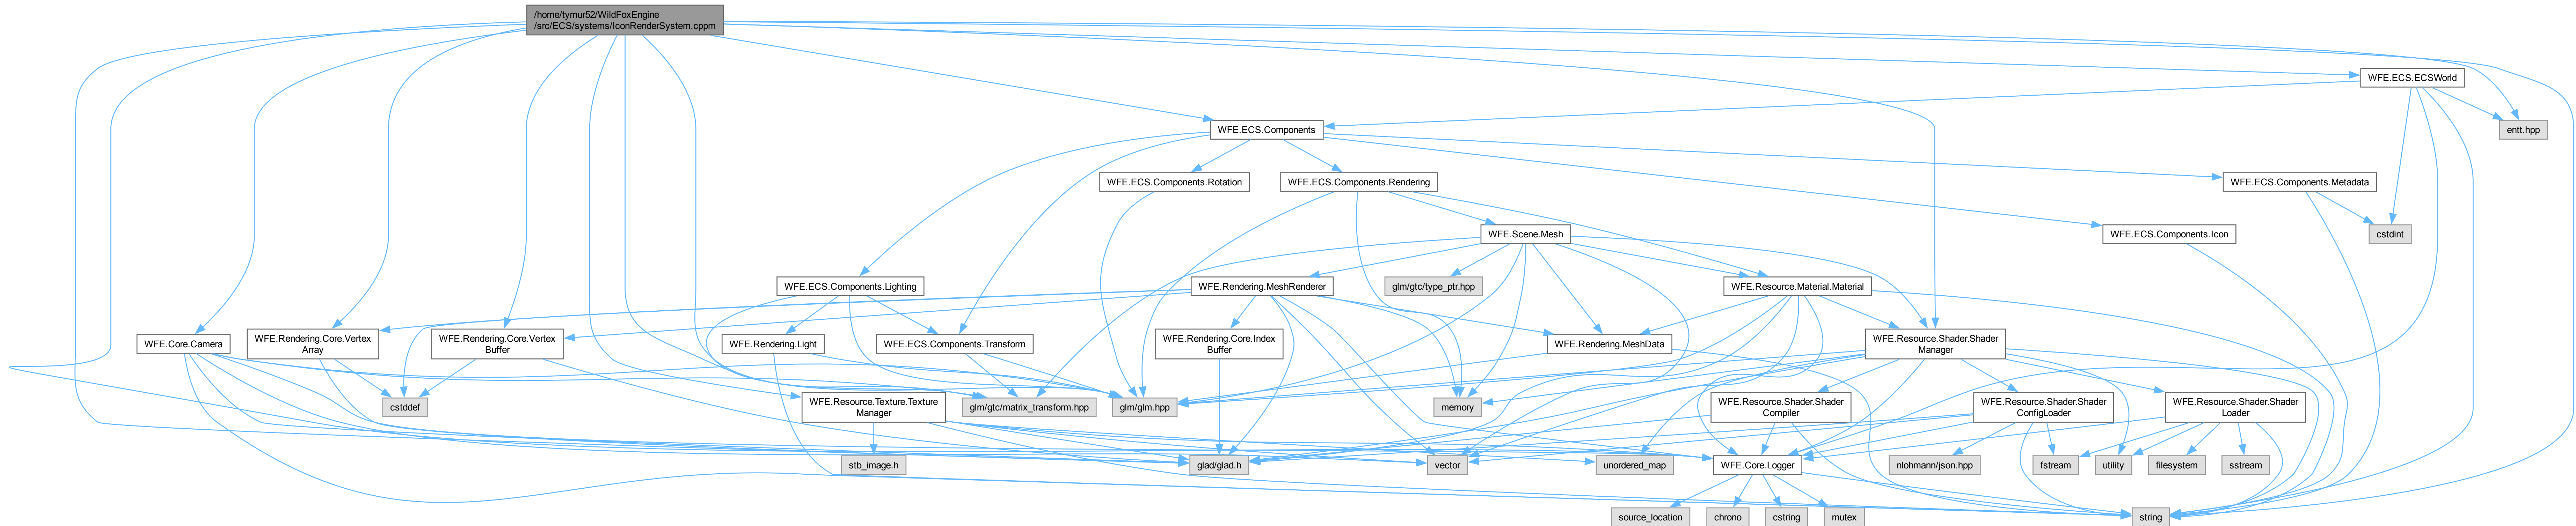 /home/tymur52/WildFoxEngine
/src/ECS/systems/IconRenderSystem.cppm
WFE.ECS.ECSWorld
entt.hpp
WFE.ECS.Components
WFE.ECS.Components.Rotation
WFE.ECS.Components.Rendering
WFE.ECS.Components.Metadata
WFE.Scene.Mesh
WFE.ECS.Components.Icon
cstdint
WFE.ECS.Components.Lighting
WFE.Rendering.MeshRenderer
glm/gtc/type_ptr.hpp
WFE.Resource.Material.Material
WFE.Core.Camera
WFE.Rendering.Core.Vertex
Array
WFE.Rendering.Core.Vertex
Buffer
WFE.Rendering.Light
WFE.ECS.Components.Transform
WFE.Rendering.Core.Index
Buffer
WFE.Rendering.MeshData
WFE.Resource.Shader.Shader
Manager
cstddef
WFE.Resource.Texture.Texture
Manager
glm/gtc/matrix_transform.hpp
glm/glm.hpp
memory
WFE.Resource.Shader.Shader
Compiler
WFE.Resource.Shader.Shader
ConfigLoader
WFE.Resource.Shader.Shader
Loader
stb_image.h
glad/glad.h
vector
unordered_map
WFE.Core.Logger
nlohmann/json.hpp
fstream
utility
filesystem
sstream
source_location
chrono
cstring
mutex
string